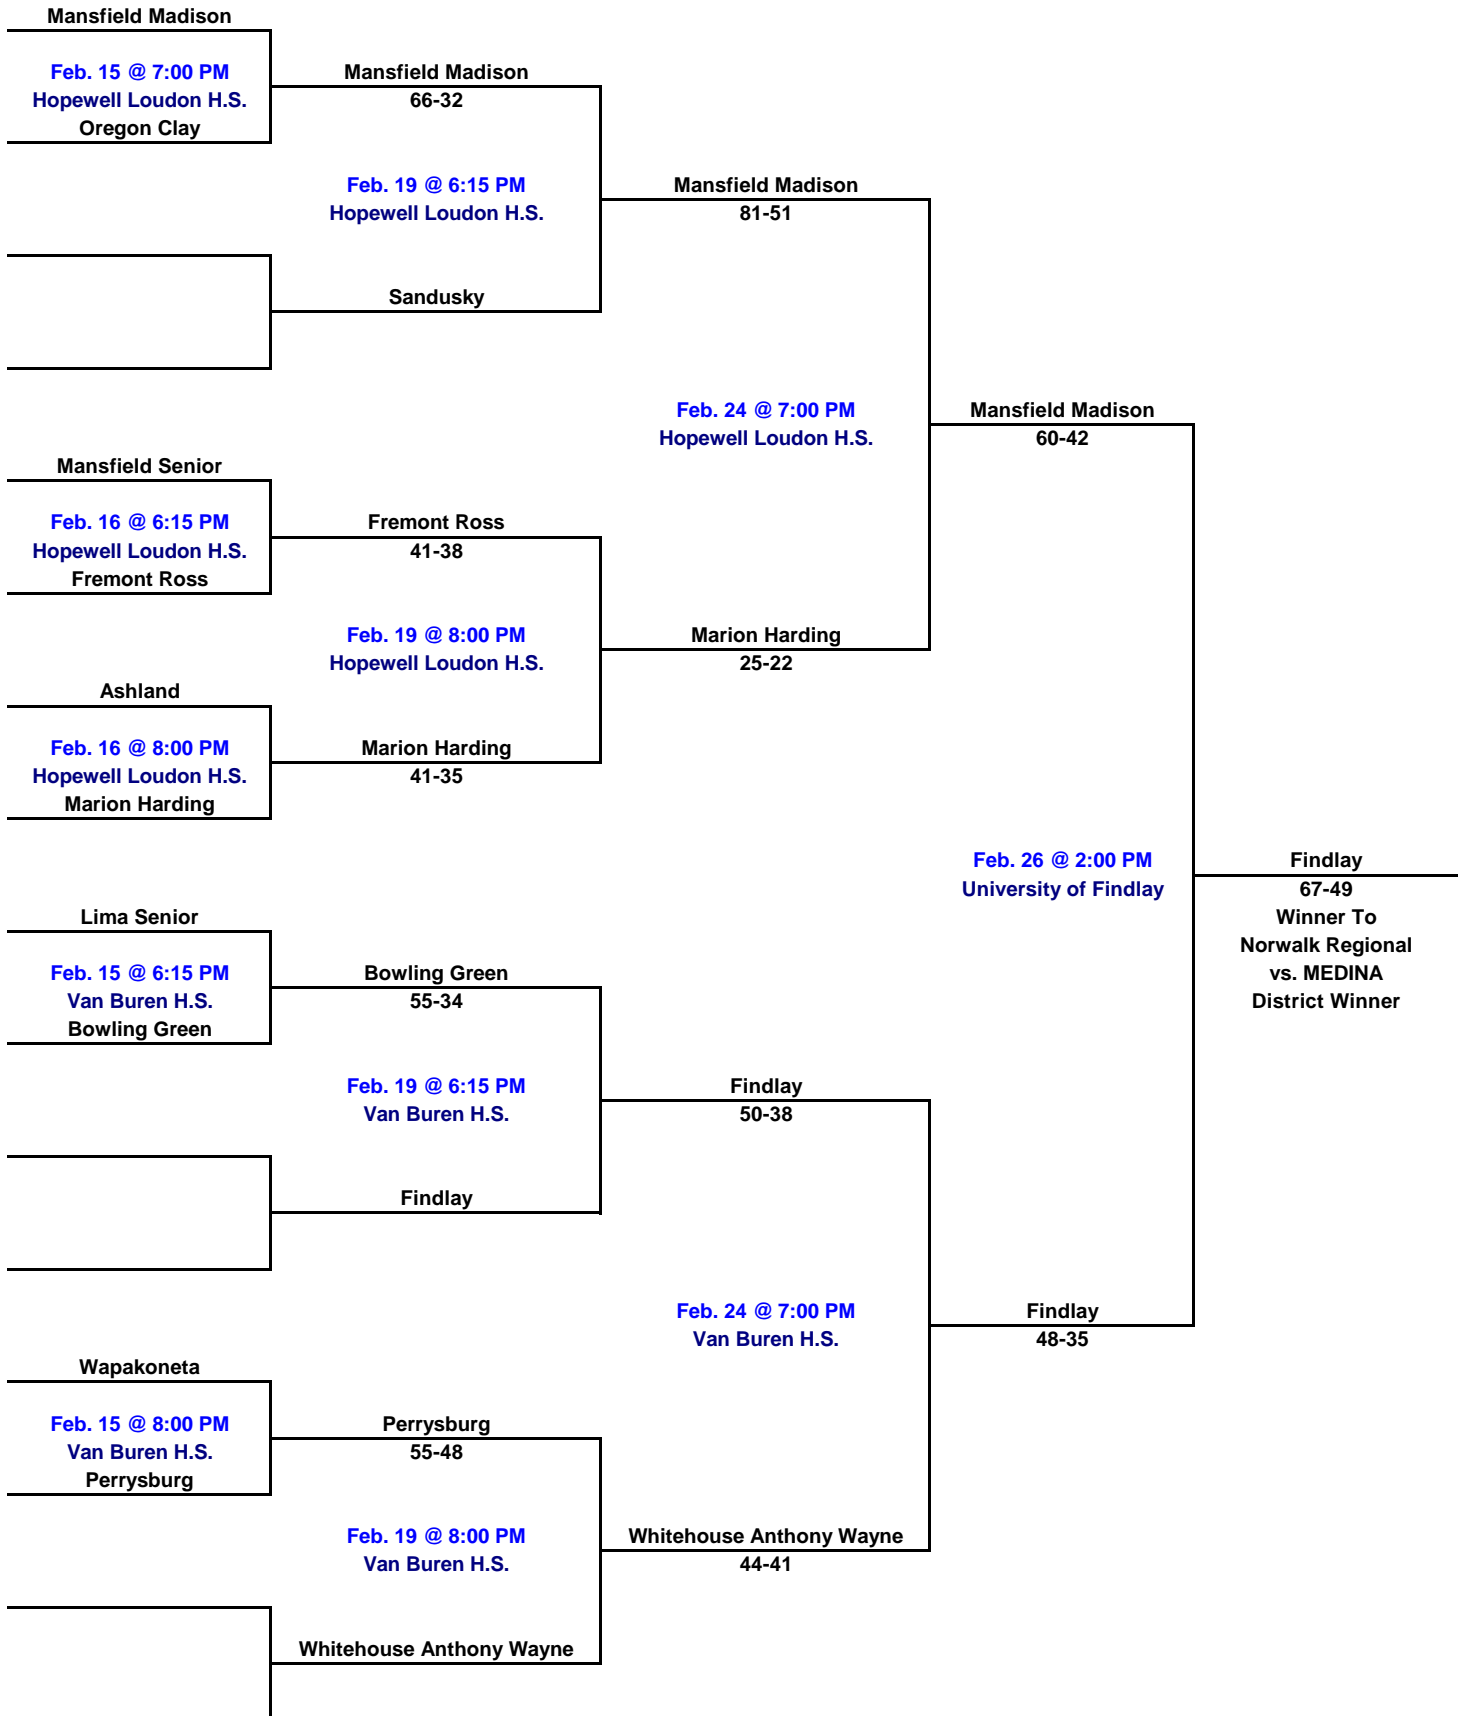 Mansfield Madison
Feb. 15 @ 7:00 PM
Hopewell Loudon H.S.
Oregon Clay
Mansfield Madison
66-32
Feb. 19 @ 6:15 PM
Hopewell Loudon H.S.
Sandusky
Mansfield Madison
81-51
Feb. 24 @ 7:00 PM
Hopewell Loudon H.S.
Mansfield Madison
60-42
Mansfield Senior
Feb. 16 @ 6:15 PM
Hopewell Loudon H.S.
Fremont Ross
Fremont Ross
41-38
Feb. 19 @ 8:00 PM
Hopewell Loudon H.S.
Marion Harding
25-22
Ashland
Feb. 16 @ 8:00 PM
Hopewell Loudon H.S.
Marion Harding
Marion Harding
41-35
Feb. 26 @ 2:00 PM
University of Findlay
Findlay
67-49
Winner To
Norwalk Regional
vs. MEDINA
District Winner
Lima Senior
Feb. 15 @ 6:15 PM
Van Buren H.S.
Bowling Green
Bowling Green
55-34
Feb. 19 @ 6:15 PM
Van Buren H.S.
Findlay
Findlay
50-38
Feb. 24 @ 7:00 PM
Van Buren H.S.
Findlay
48-35
Wapakoneta
Feb. 15 @ 8:00 PM
Van Buren H.S.
Perrysburg
Perrysburg
55-48
Feb. 19 @ 8:00 PM
Van Buren H.S.
Whitehouse Anthony Wayne
44-41
Whitehouse Anthony Wayne